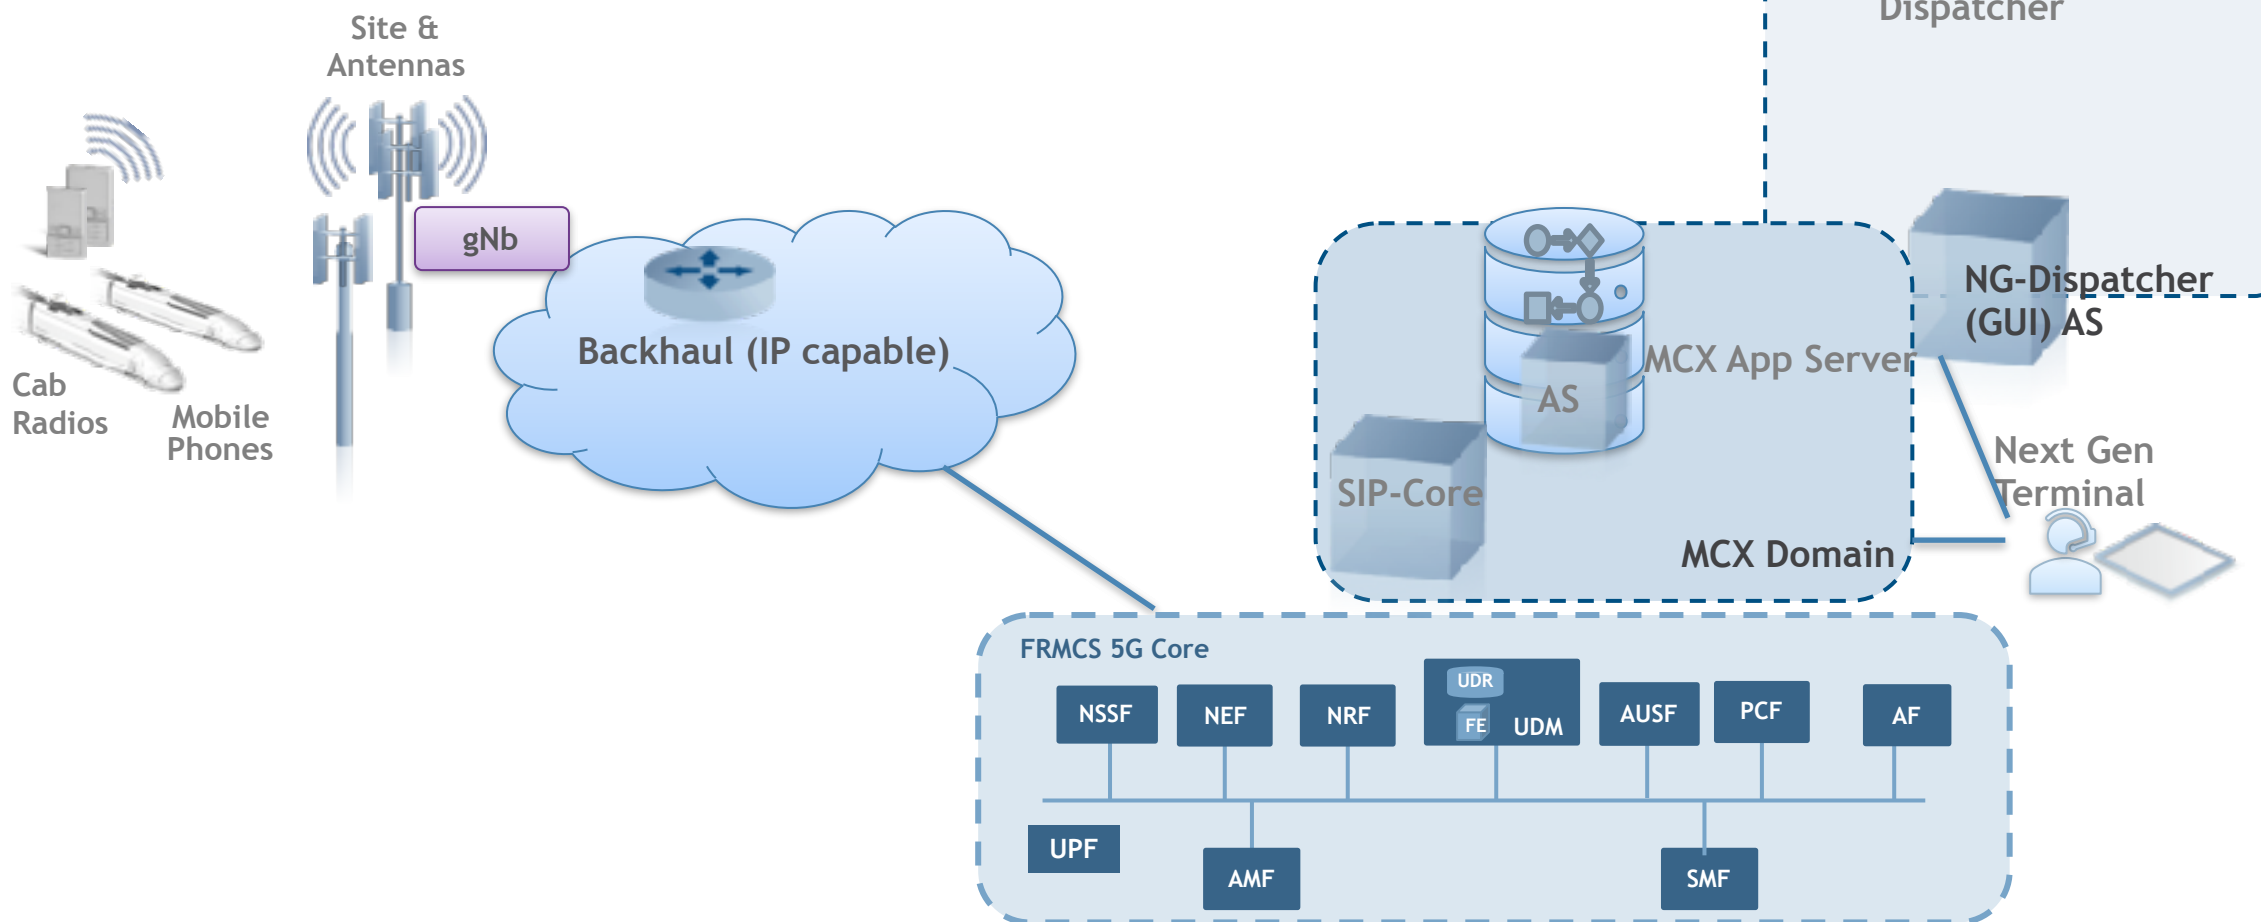 Dispatcher
Site &
Antennas
gNb
Backhaul (IP capable)
Cab
Radios
Mobile
Phones
NG-Dispatcher
(GUI) AS
MCX App Server
AS
SIP-Core
MCX Domain
Next Gen
Terminal
FRMCS 5G Core
NSSF
NEF
NRF
UDR
FE
UDM
AUSF
PCF
AF
UPF
AMF
SMF